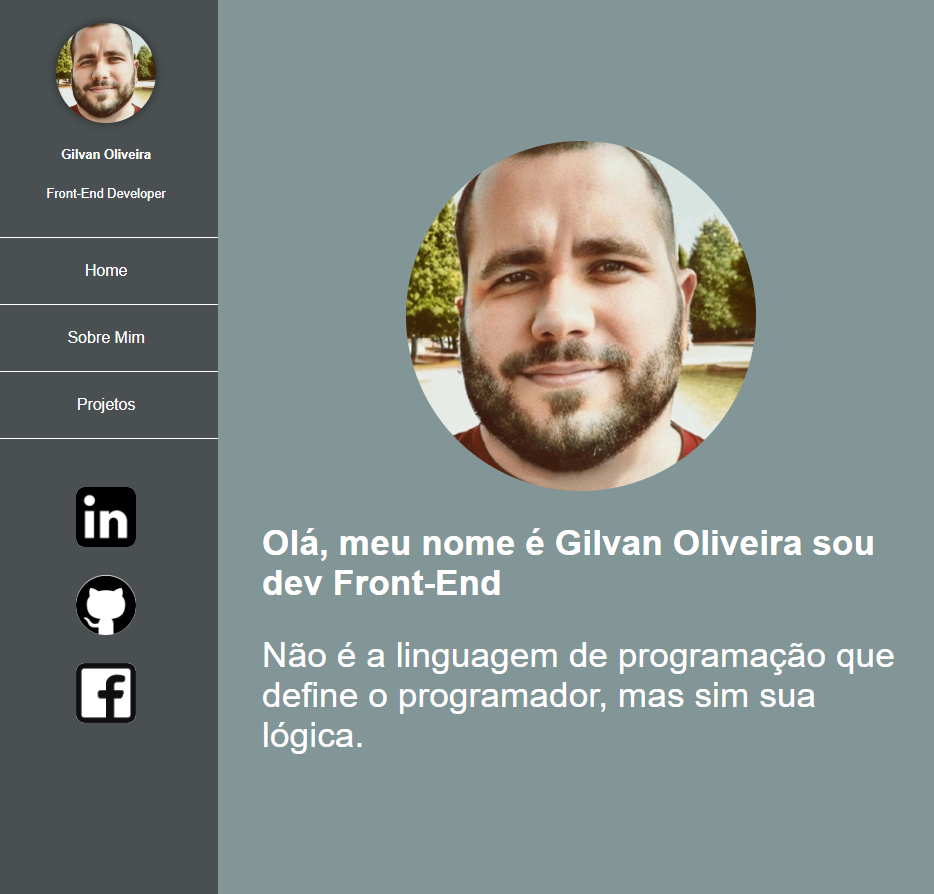 Gilvan Oliveira
Front-End Developer
Home
Sobre Mim
Projetos
in
f
Olá, meu nome é Gilvan Oliveira sou
dev Front-End
Não é a linguagem de programação que
define o programador, mas sim sua
lógica.